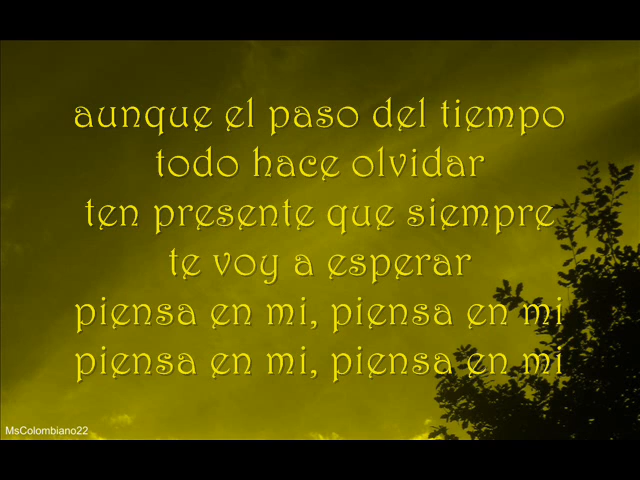 aunque el paso del tiempo
todo hace olvidar
ten presente que siempre
te voy a esperar
piensa en mi, piensa en mi
piensa en mi, piensa en mi
MsColombiano22